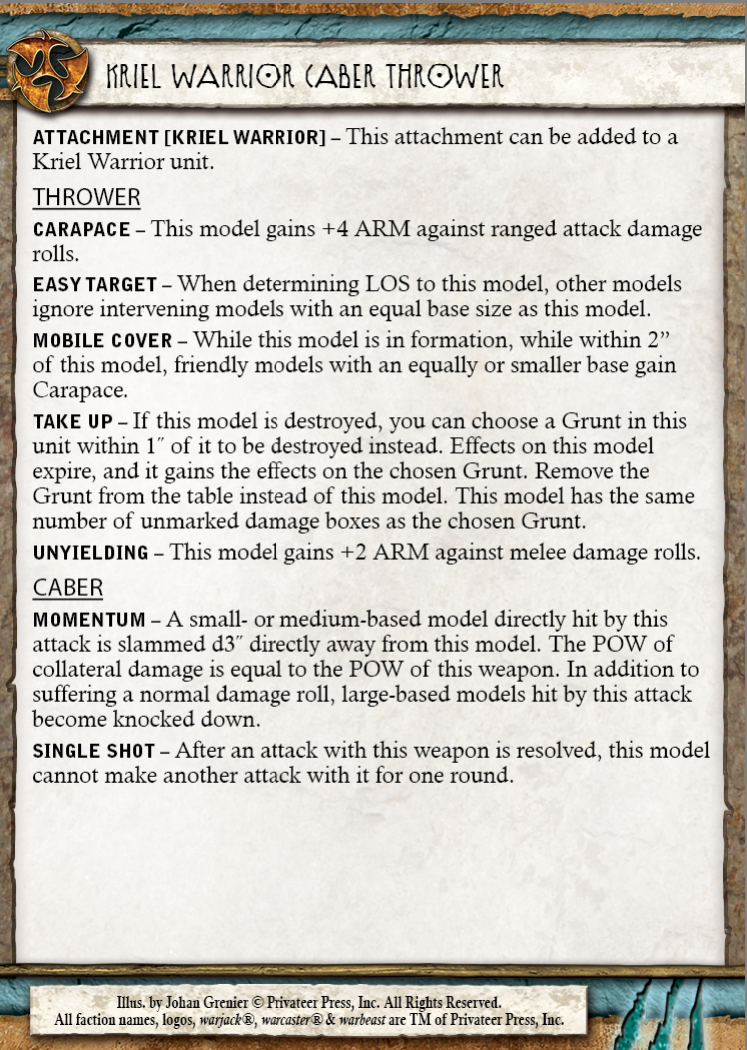 KRIEL WARRIOR CABER THROWER
ATTACHMENT [KRIEL WARRIOR] – This attachment can be added to a
Kriel Warrior unit.
THROWER
CARAPACE – This model gains +4 ARM against ranged attack damage
rolls.
EASY TARGET – When determining LOS to this model, other models
ignore intervening models with an equal base size as this model.
MOBILE COVER – While this model is in formation, while within 2”
of this model, friendly models with an equally or smaller base gain
Carapace.
TAKE UP – If this model is destroyed, you can choose a Grunt in this
unit within 1˝ of it to be destroyed instead. Effects on this model
expire, and it gains the effects on the chosen Grunt. Remove the
Grunt from the table instead of this model. This model has the same
number of unmarked damage boxes as the chosen Grunt.
UNYIELDING – This model gains +2 ARM against melee damage rolls.
CABER
MOMENTUM – A small- or medium-based model directly hit by this
attack is slammed d3˝ directly away from this model. The POW of
collateral damage is equal to the POW of this weapon. In addition to
suffering a normal damage roll, large-based models hit by this attack
become knocked down.
SINGLE SHOT – After an attack with this weapon is resolved, this model
cannot make another attack with it for one round.
Illus. by Johan Grenier © Privateer Press, Inc. All Rights Reserved.
All faction names, logos, warjack®, warcaster® & warbeast are TM of Privateer Press, Inc.